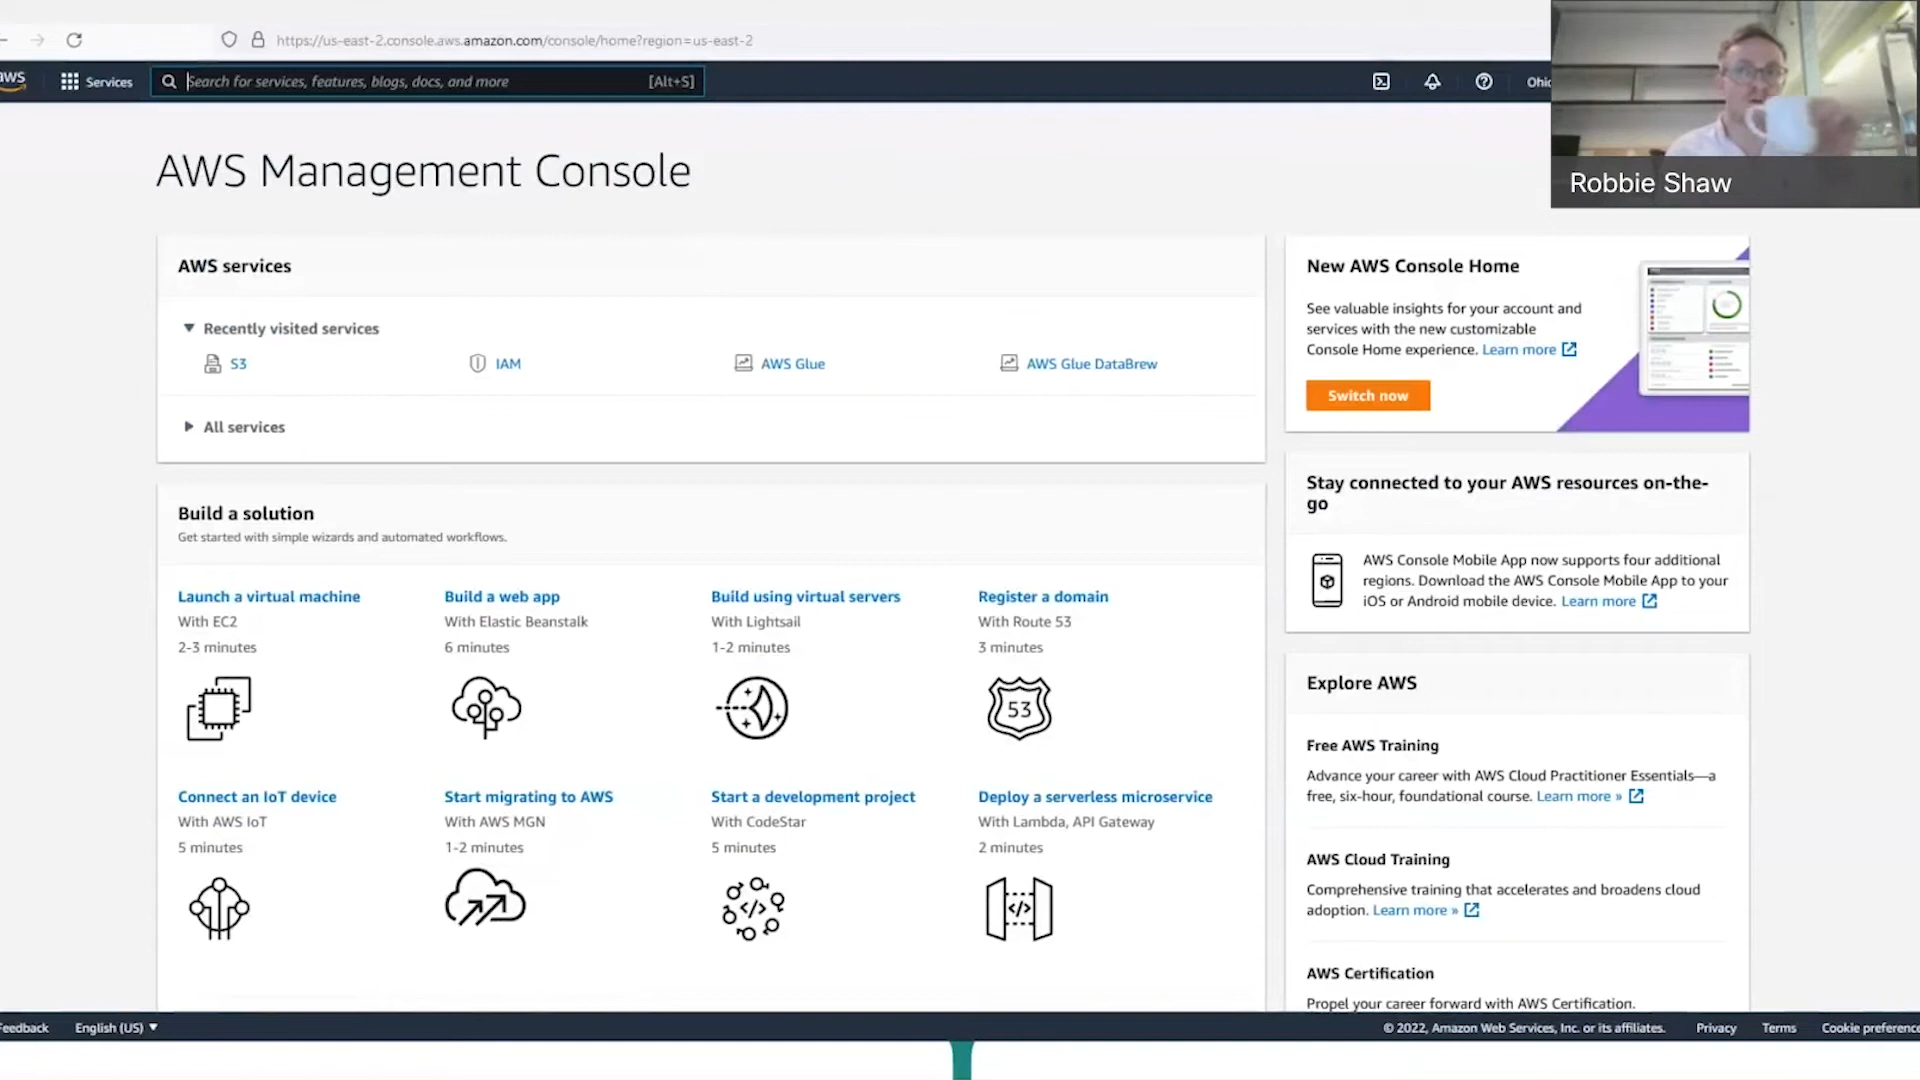 https://us-east-2.console.aws.amazon.com/console/home?region=us-east-2
aws
Services
Search for services, features, blogs, docs, and more
[Alt+S]
Robbie Shaw
AWS Management Console
AWS services
Recently visited services
S3
IAM
AWS Glue
AWS Glue DataBrew
All services
Build a solution
Get started with simple wizards and automated workflows.
Launch a virtual machine
With EC2
2-3 minutes
Build a web app
With Elastic Beanstalk
6 minutes
Build using virtual servers
With Lightsail
1-2 minutes
Register a domain
With Route 53
3 minutes
53
Connect an IoT device
With AWS IoT
5 minutes
Start migrating to AWS
With AWS MGN
1-2 minutes
Start a development project
With CodeStar
5 minutes
</>
Deploy a serverless microservice
With Lambda, API Gateway
2 minutes
</>
New AWS Console Home
See valuable insights for your account and
services with the new customizable
Console Home experience. Learn more
Switch now
Stay connected to your AWS resources on-the-
go
AWS Console Mobile App now supports four additional
regions. Download the AWS Console Mobile App to your
iOS or Android mobile device. Learn more
Explore AWS
Free AWS Training
Advance your career with AWS Cloud Practitioner Essentials—a
free, six-hour, foundational course. Learn more »
AWS Cloud Training
Comprehensive training that accelerates and broadens cloud
adoption. Learn more »
AWS Certification
Propel your career forward with AWS Certification.
Feedback
English (US)
© 2022, Amazon Web Services, Inc. or its affiliates.
Privacy
Terms
Cookie preference